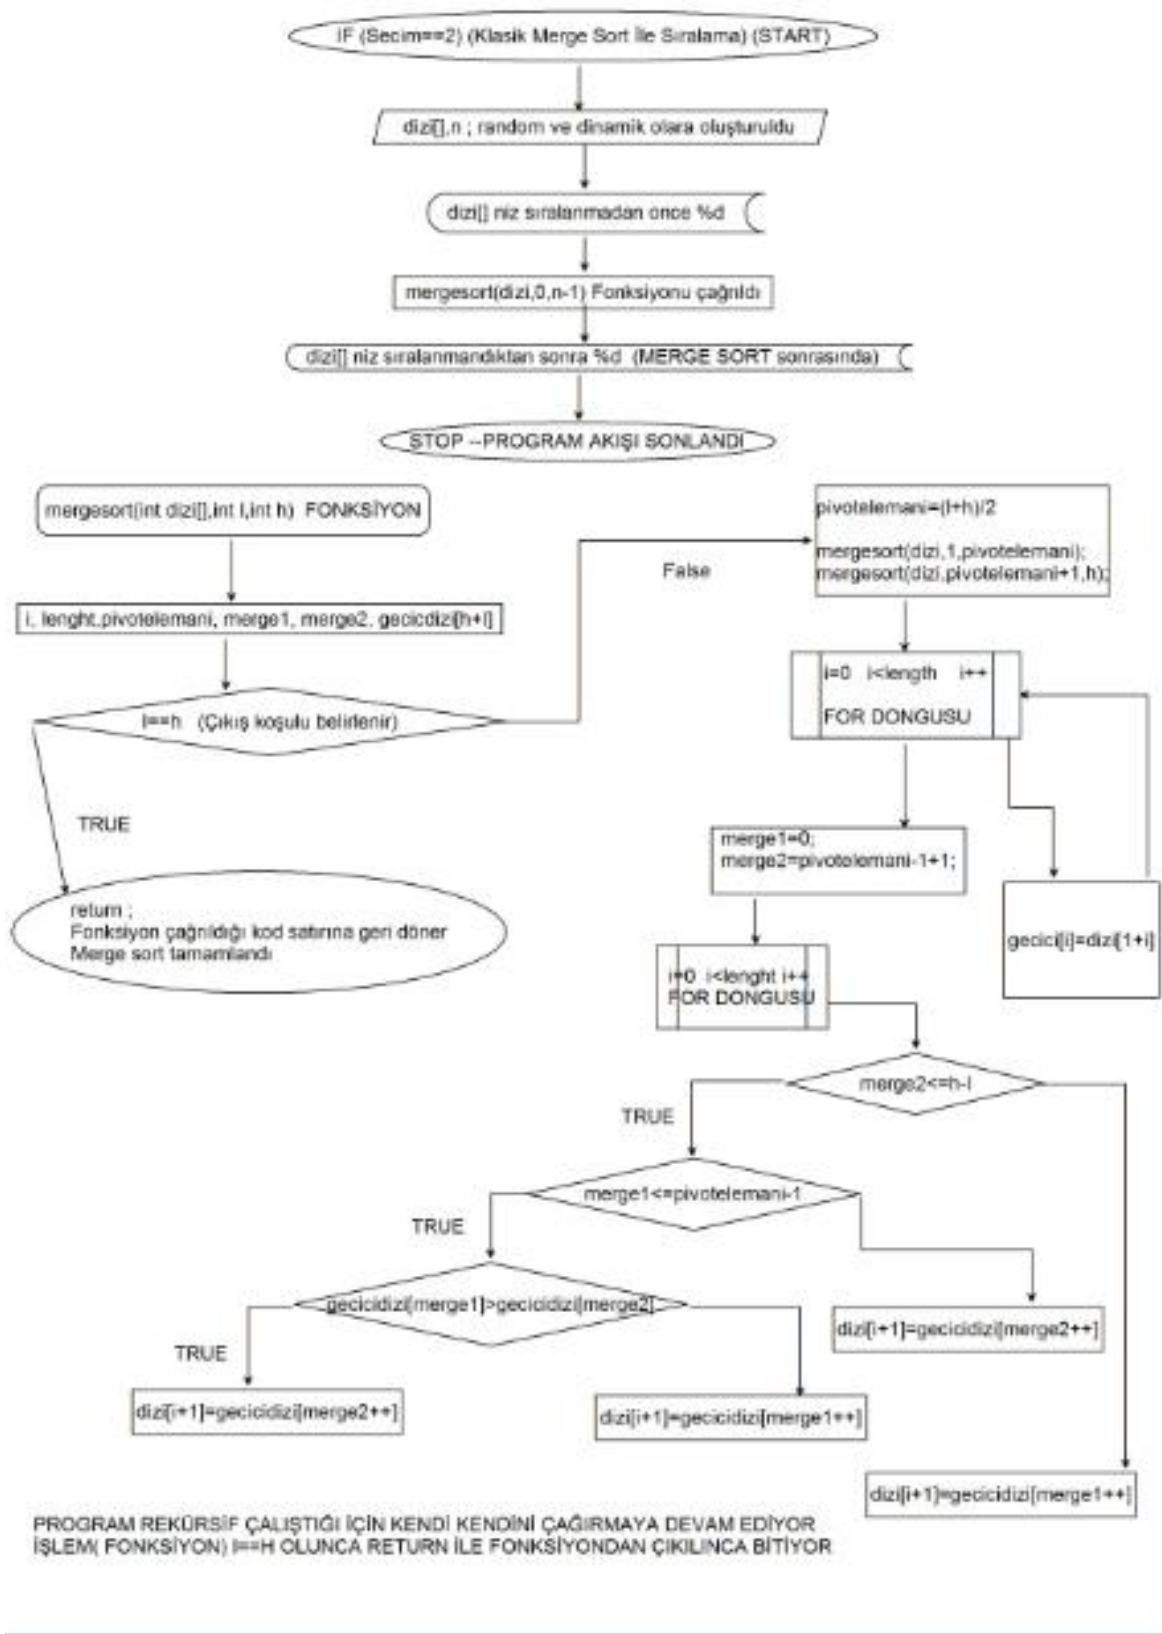 IF (Secim==2) (Klasik Merge Sort İle Sıralama) (START)
dizi[],n ; random ve dinamik olara oluşturuldu
dizi[] niz sıralanmadan once %d
mergesort(dizi,0,n-1) Fonksiyonu çağrıldı
dizi[] niz sıralanmandıktan sonra %d (MERGE SORT sonrasında)
STOP --PROGRAM AKIŞI SONLANDI
mergesort(int dizi[],int l,int h) FONKSİYON
i, lenght,pivotelemani, merge1, merge2, gecicdizi[h+l]
l==h (Çıkış koşulu belirlenir)
TRUE
return ;
Fonksiyon çağrıldığı kod satırına geri döner
Merge sort tamamlandı
False
pivotelemani=(l+h)/2
mergesort(dizi,1,pivotelemani);
mergesort(dizi,pivotelemani+1,h);
i=0 i<length i++
FOR DONGUSU
gecici[i]=dizi[1+i]
merge1=0;
merge2=pivotelemani-1+1;
i=0 i<lenght i++
FOR DONGUSU
merge2<=h-l
TRUE
merge1<=pivotelemani-1
TRUE
gecicidizi[merge1]>gecicidizi[merge2]
TRUE
dizi[i+1]=gecicidizi[merge2++]
dizi[i+1]=gecicidizi[merge2++]
dizi[i+1]=gecicidizi[merge1++]
dizi[i+1]=gecicidizi[merge1++]
PROGRAM REKÜRSİF ÇALIŞTIĞI İÇİN KENDİ KENDİNİ ÇAĞIRMAYA DEVAM EDİYOR
İŞLEM( FONKSİYON) l==H OLUNCA RETURN İLE FONKSİYONDAN ÇIKILINCA BİTİYOR